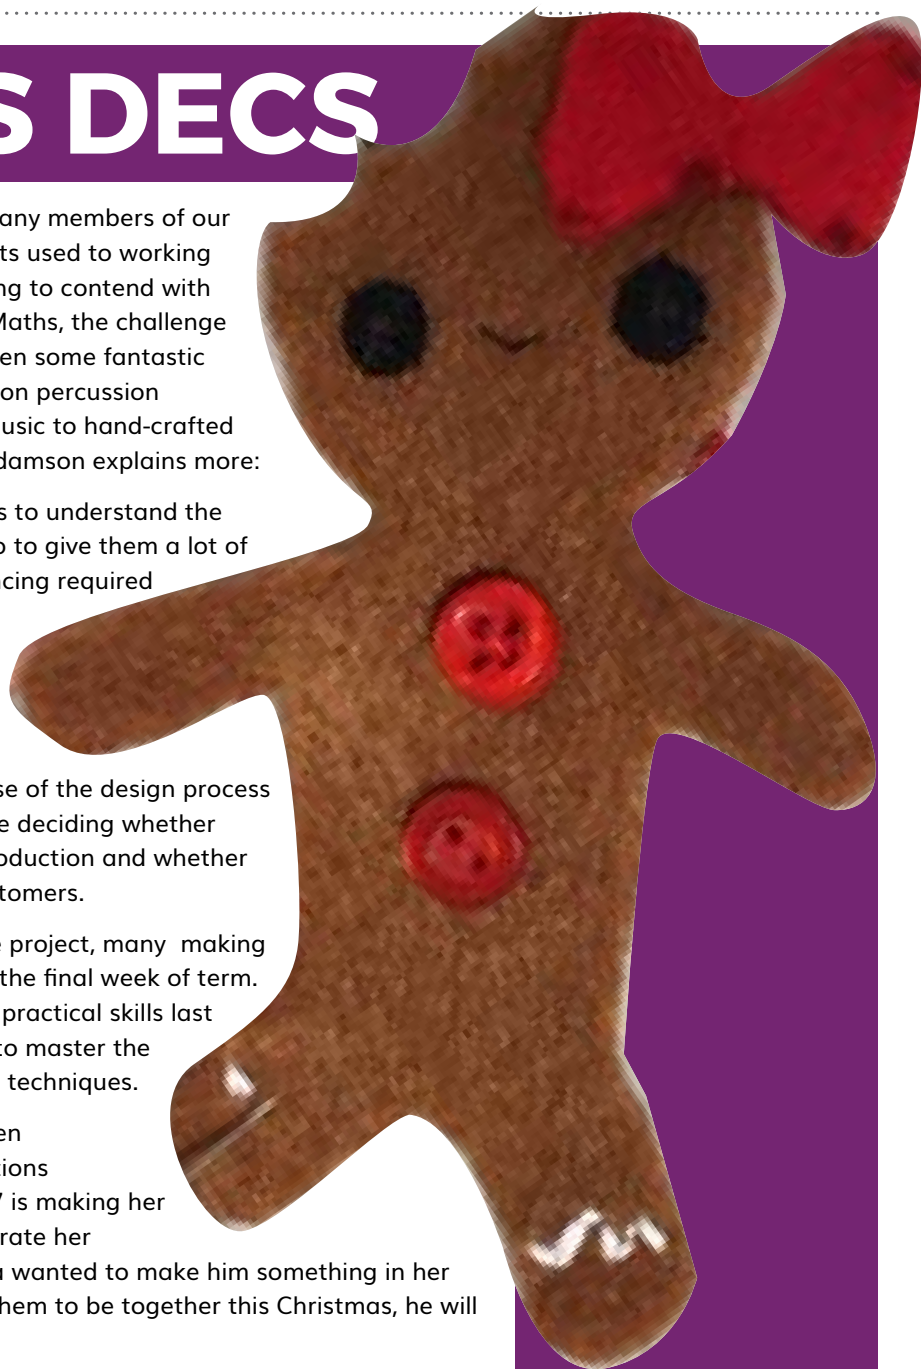 S DECS
any members of our
ts used to working
ng to contend with
Maths, the challenge
en some fantastic
on percussion
usic to hand-crafted
damson explains more:
s to understand the
p to give them a lot of
ncing required
se of the design process
e deciding whether
oduction and whether
tomers.
e project, many making
the final week of term.
practical skills last
to master the
techniques.
en
tions
7 is making her
rate her
a wanted to make him something in her
hem to be together this Christmas, he will